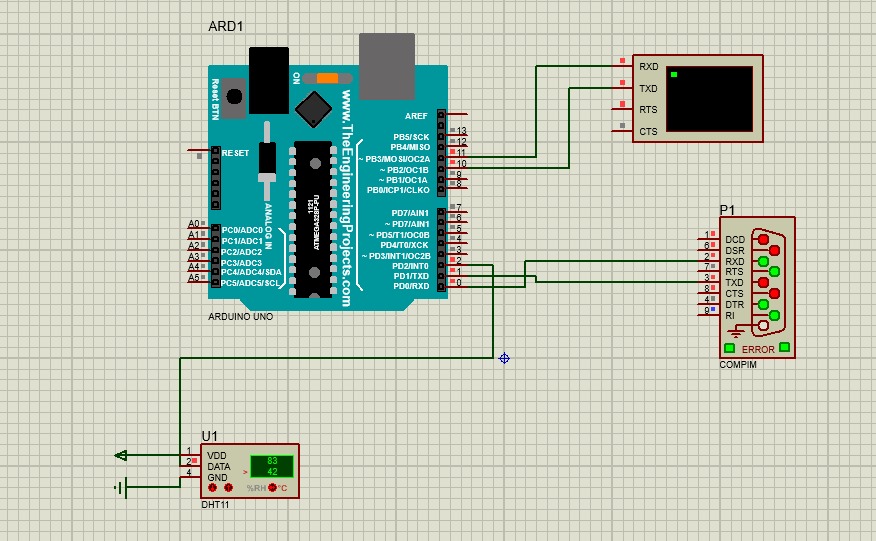 ARD1
Reset BTN
ON
www.TheEngineeringProjects.com
ATMEGA328P-PU
1121
RESET
ANALOG IN
A0 PC0/ADC0
A1 PC1/ADC1
A2 PC2/ADC2
A3 PC3/ADC3
A4 PC4/ADC4/SDA
A5 PC5/ADC5/SCL
AREF
PB5/SCK 13
PB4/MISO 12
~ PB3/MOSI/OC2A 11
~ PB2/OC1B 10
~ PB1/OC1A 9
PB0/ICP1/CLKO 8
PD7/AIN1 7
~ PD7/AIN1 6
~ PD5/T1/OC0B 5
PD4/T0/XCK 4
~ PD3/INT1/OC2B 3
PD2/INT0 2
PD1/TXD 1
PD0/RXD 0
ARDUINO UNO
RXD
TXD
RTS
CTS
P1
1 DCD
6 DSR
2 RXD
7 RTS
3 TXD
8 CTS
4 DTR
9 RI
ERROR
COMPIM
U1
1 VDD
2 DATA
4 GND
83
> 42
%RH °C
DHT11